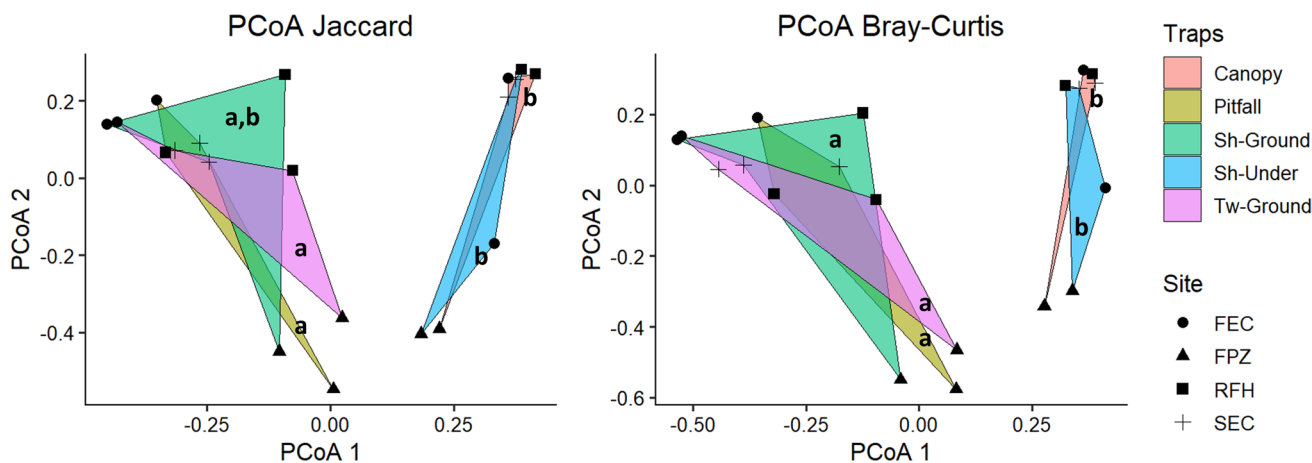 PCoA Jaccard
PCoA 2
0.2
0.0
-0.2
-0.4
a,b
a
a
b
b
-0.25
0.00
0.25
PCoA 1
PCoA Bray-Curtis
PCoA 2
0.2
0.0
-0.2
-0.4
-0.6
a
a
a
b
b
-0.50
-0.25
0.00
0.25
PCoA 1
Traps
Canopy
Pitfall
Sh-Ground
Sh-Under
Tw-Ground
Site
FEC
FPZ
RFH
SEC